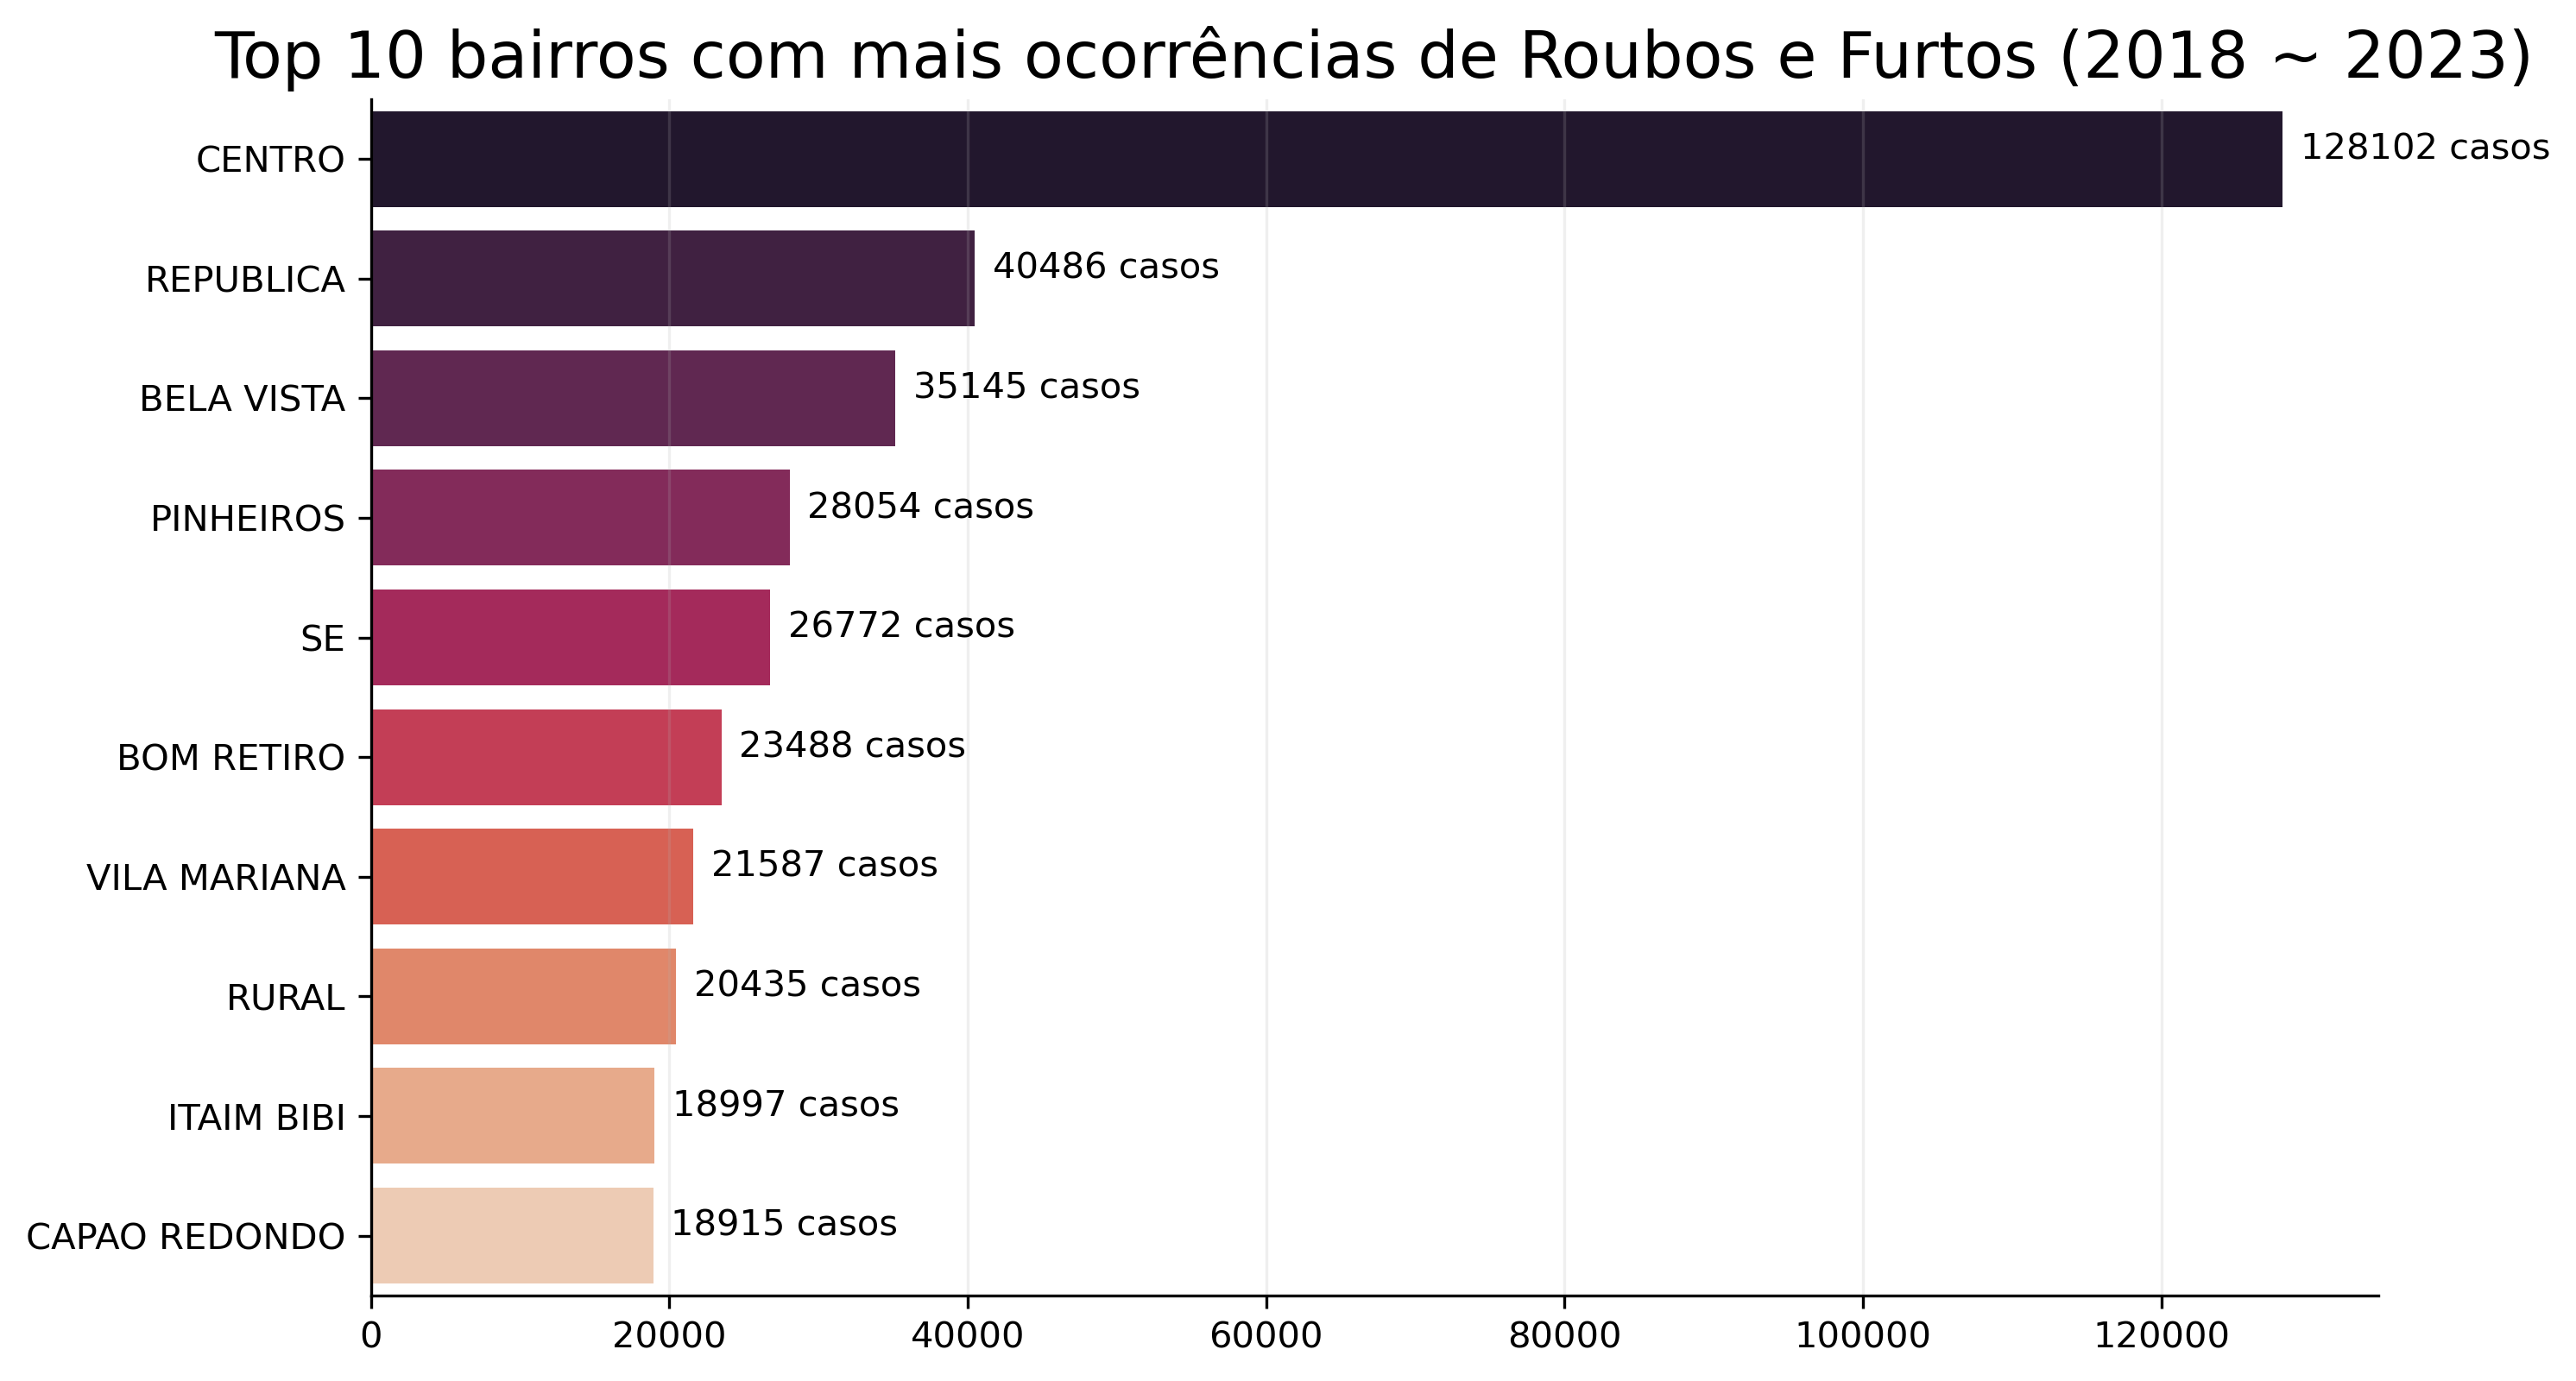 Top 10 bairros com mais ocorrências de Roubos e Furtos (2018 ~ 2023)
CENTRO 128102 casos
REPUBLICA 40486 casos
BELA VISTA 35145 casos
PINHEIROS 28054 casos
SE 26772 casos
BOM RETIRO 23488 casos
VILA MARIANA 21587 casos
RURAL 20435 casos
ITAIM BIBI 18997 casos
CAPAO REDONDO 18915 casos
0 20000 40000 60000 80000 100000 120000